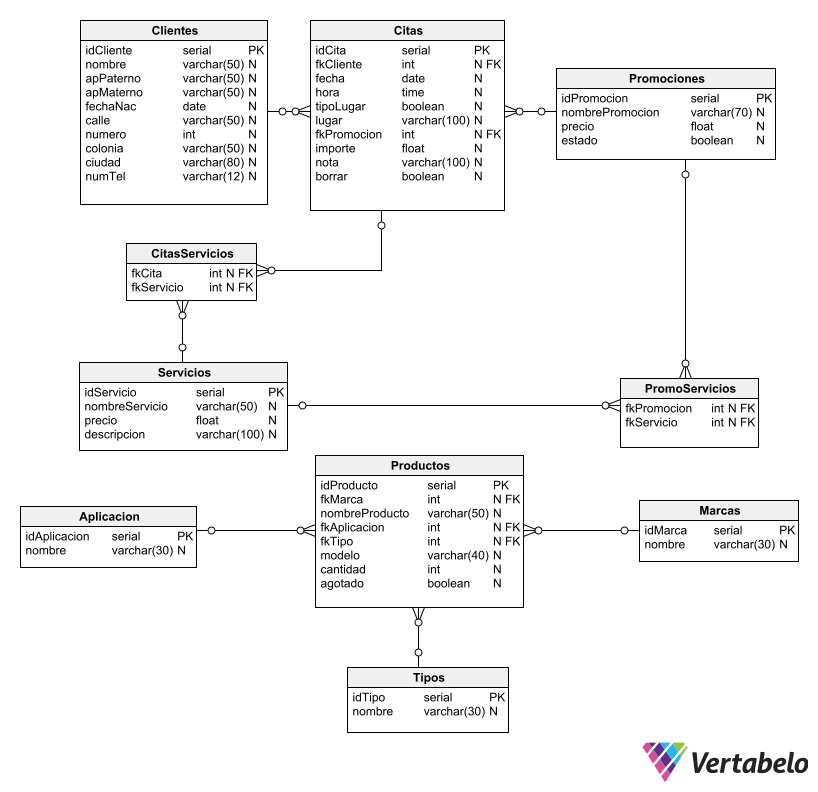 Clientes
idCliente serial PK
nombre varchar(50) N
apPaterno varchar(50) N
apMaterno varchar(50) N
fechaNac date N
calle varchar(50) N
numero int N
colonia varchar(50) N
ciudad varchar(80) N
numTel varchar(12) N
Citas
idCita serial PK
fkCliente int N FK
fecha date N
hora time N
tipoLugar boolean N
lugar varchar(100) N
fkPromocion int N FK
importe float N
nota varchar(100) N
borrar boolean N
Promociones
idPromocion serial PK
nombrePromocion varchar(70) N
precio float N
estado boolean N
CitasServicios
fkCita int N FK
fkServicio int N FK
Servicios
idServicio serial PK
nombreServicio varchar(50) N
precio float N
descripcion varchar(100) N
PromoServicios
fkPromocion int N FK
fkServicio int N FK
Productos
idProducto serial PK
fkMarca int N FK
nombreProducto varchar(50) N
fkAplicacion int N FK
fkTipo int N FK
modelo varchar(40) N
cantidad int N
agotado boolean N
Aplicacion
idAplicacion serial PK
nombre varchar(30) N
Marcas
idMarca serial PK
nombre varchar(30) N
Tipos
idTipo serial PK
nombre varchar(30) N
Vertabelo